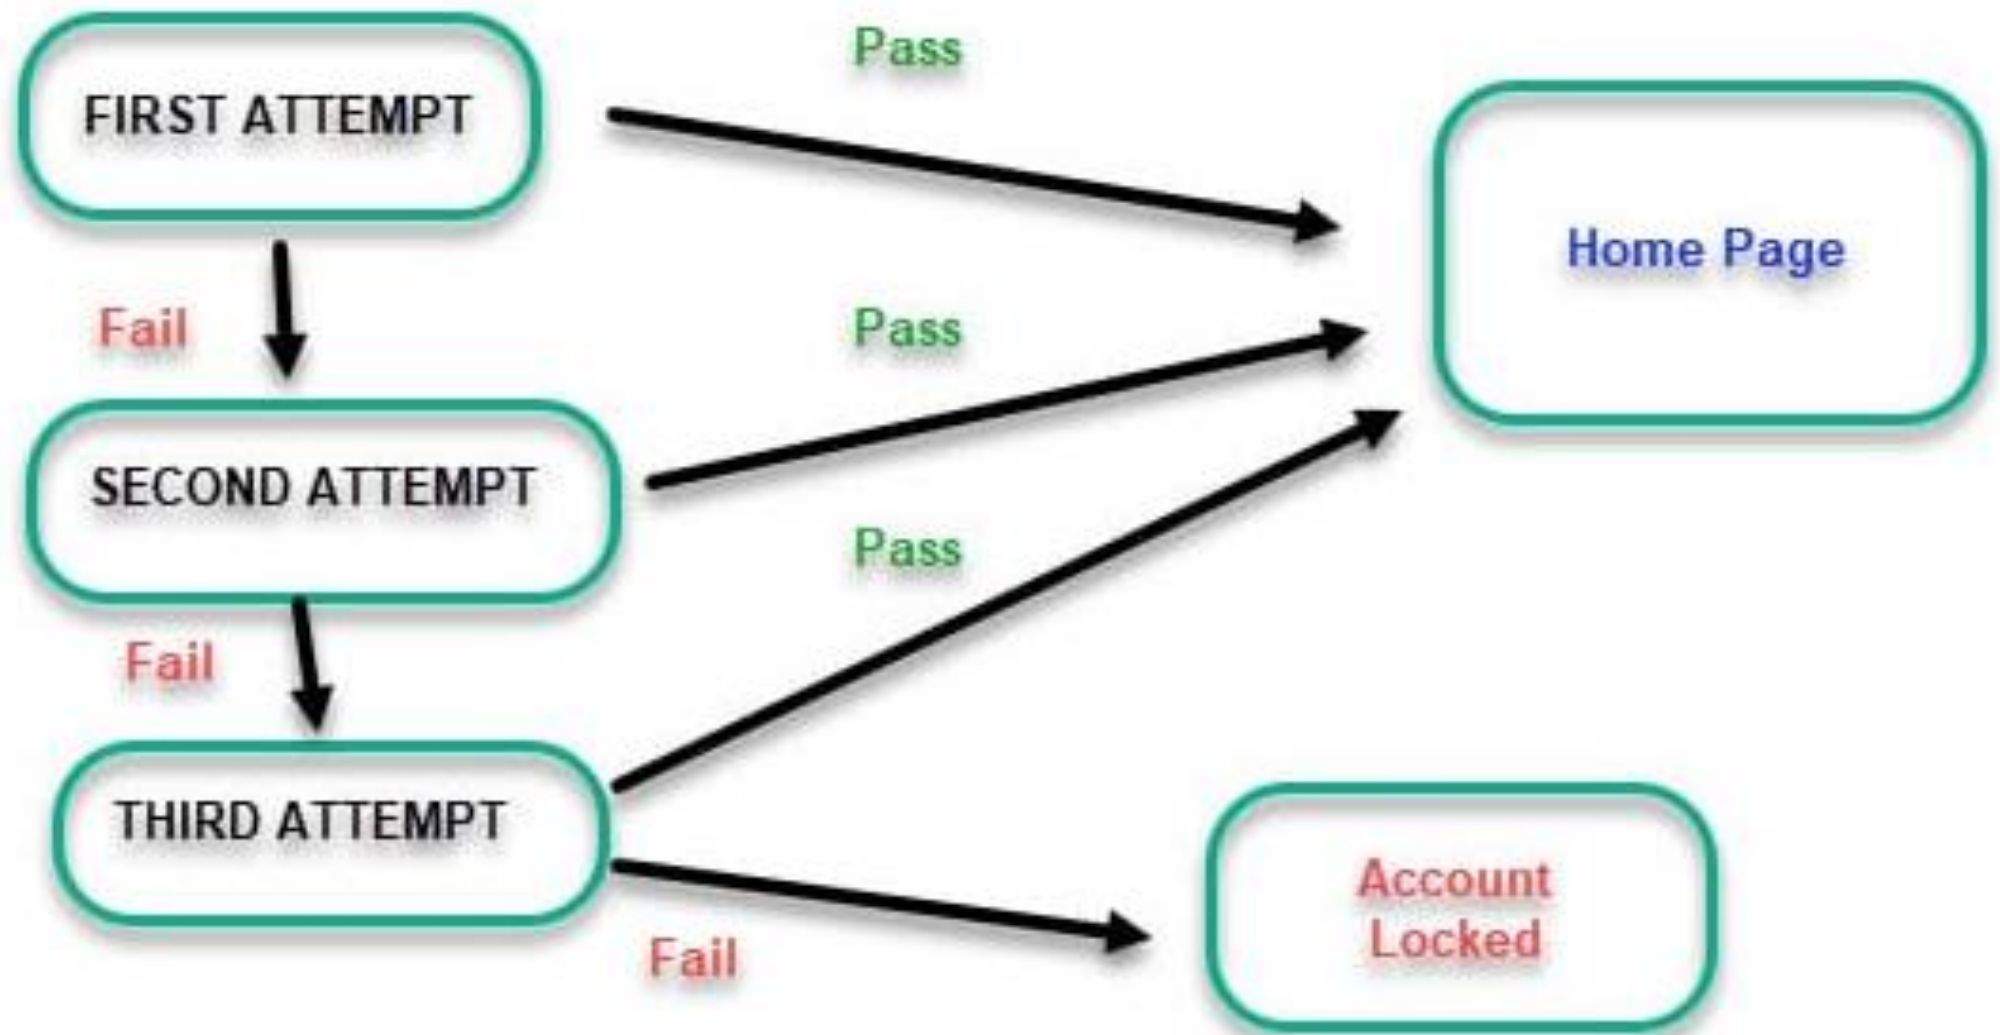 Pass
FIRST ATTEMPT
Home Page
Fail
Pass
SECOND ATTEMPT
Pass
Fail
THIRD ATTEMPT
Account
Locked
Fail